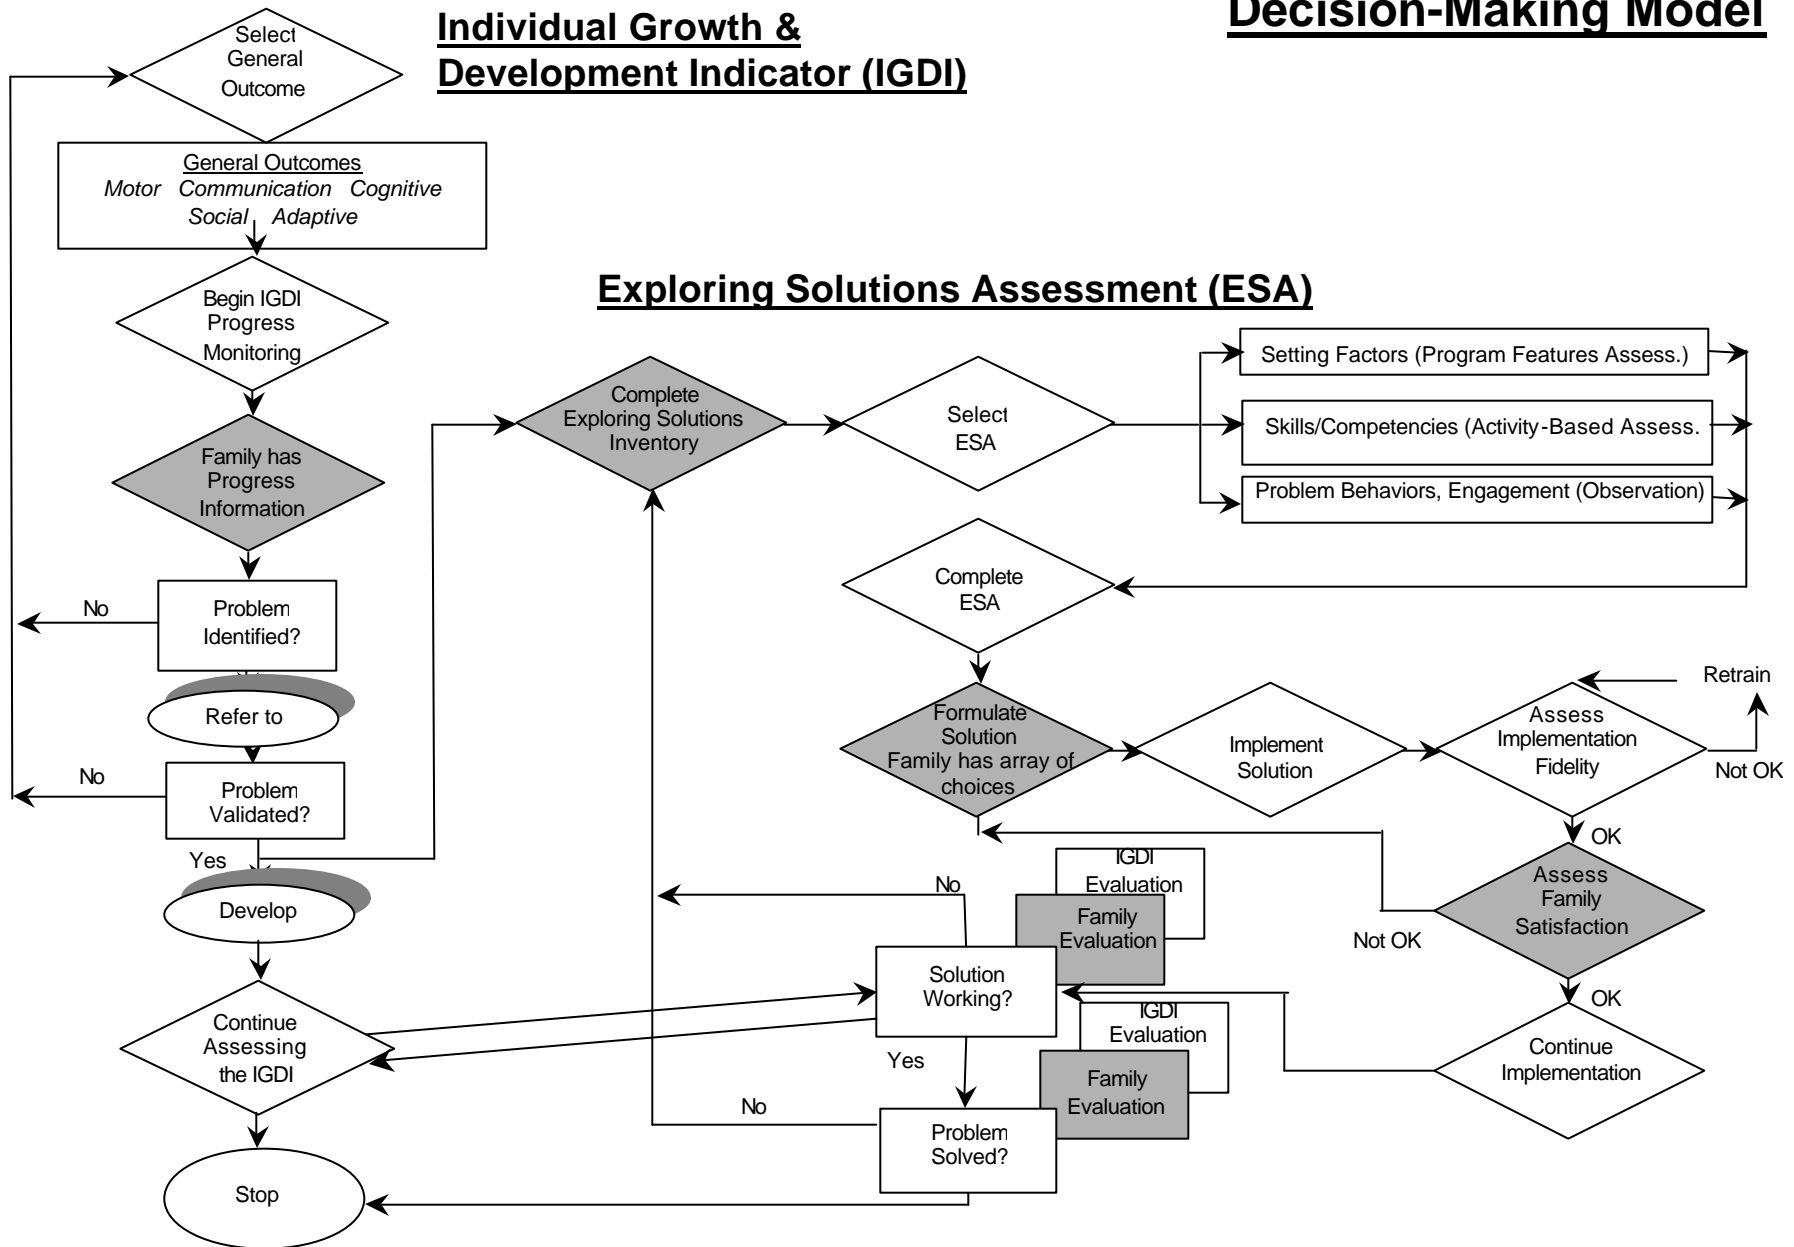 Decision-Making Model
Individual Growth &
Development Indicator (IGDI)
Select
General
Outcome
General Outcomes
Motor Communication Cognitive
Social Adaptive
Begin IGDI
Progress
Monitoring
Family has
Progress
Information
Problem
Identified?
No
Refer to
Problem
Validated?
No
Yes
Develop
Continue
Assessing
the IGDI
Stop
Exploring Solutions Assessment (ESA)
Complete
Exploring Solutions
Inventory
Select
ESA
Setting Factors (Program Features Assess.)
Skills/Competencies (Activity-Based Assess.
Problem Behaviors, Engagement (Observation)
Complete
ESA
Formulate
Solution
Family has array of
choices
Implement
Solution
Assess
Implementation
Fidelity
Retrain
Not OK
OK
Assess
Family
Satisfaction
Not OK
OK
Continue
Implementation
IGDI
Evaluation
Family
Evaluation
Solution
Working?
No
Yes
IGDI
Evaluation
Family
Evaluation
Problem
Solved?
No